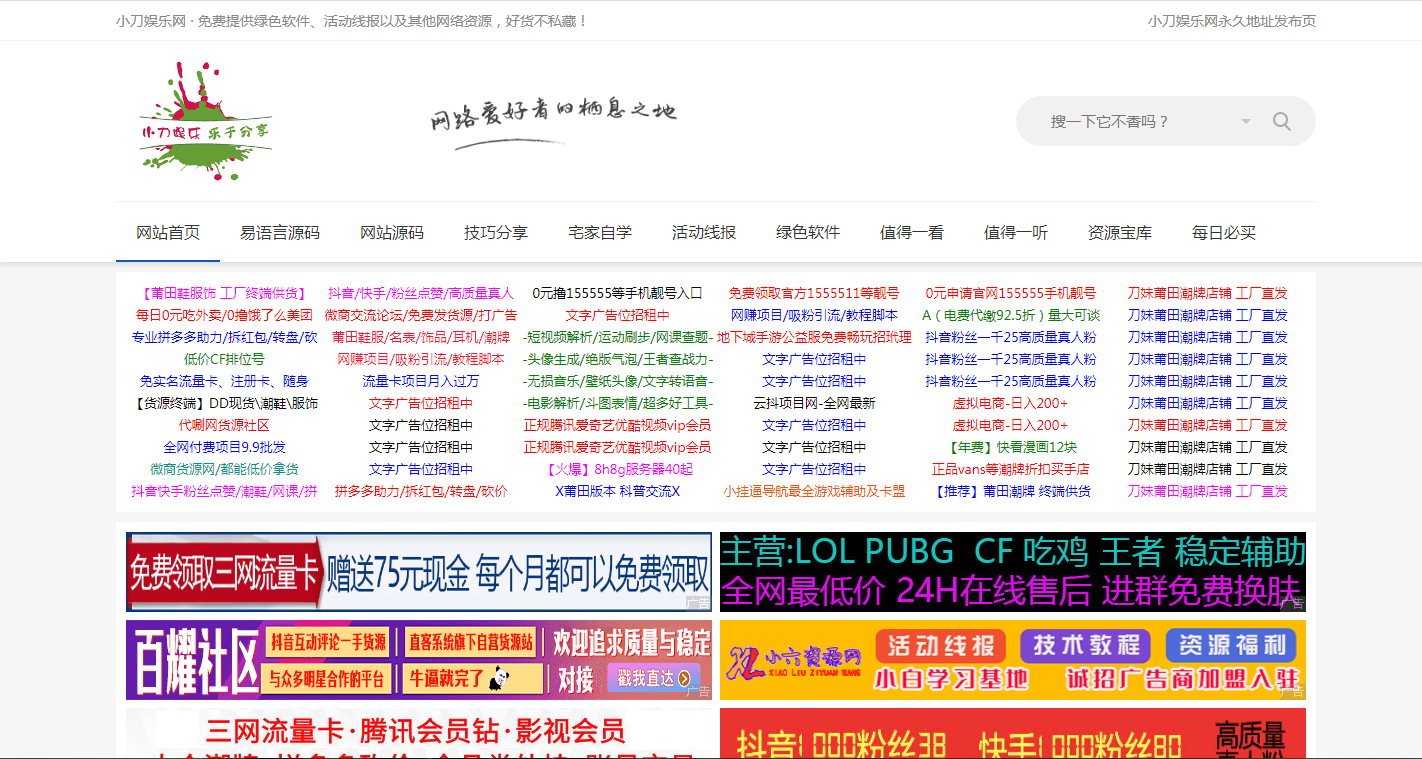 小刀娱乐网 · 免费提供绿色软件、活动线报以及其他网络资源，好货不私藏！
小刀娱乐网永久地址发布页
小刀娱乐 乐于分享
网路爱好者的栖息之地
搜一下它不香吗？
网站首页 易语言源码 网站源码 技巧分享 宅家自学 活动线报 绿色软件 值得一看 值得一听 资源宝库 每日必买
【莆田鞋服饰 工厂终端供货】 抖音/快手/粉丝点赞/高质量真人 0元撸155555等手机靓号入口 免费领取官方1555511等靓号 0元申请官网155555手机靓号 刀妹莆田潮牌店铺 工厂直发
每日0元吃外卖/0撸饿了么美团 微商交流论坛/免费发货源/打广告 文字广告位招租中 网赚项目/吸粉引流/教程脚本 A（电费代缴92.5折）量大可谈 刀妹莆田潮牌店铺 工厂直发
专业拼多多助力/拆红包/转盘/砍 莆田鞋服/名表/饰品/耳机/潮牌 -短视频解析/运动刷步/网课查题- 地下城手游公益服免费畅玩招玳理 抖音粉丝一千25高质量真人粉 刀妹莆田潮牌店铺 工厂直发
低价CF排位号 网赚项目/吸粉引流/教程脚本 -头像生成/绝版气泡/王者查战力- 文字广告位招租中 抖音粉丝一千25高质量真人粉 刀妹莆田潮牌店铺 工厂直发
免实名流量卡、注册卡、随身 流量卡项目月入过万 -无损音乐/壁纸头像/文字转语音- 文字广告位招租中 抖音粉丝一千25高质量真人粉 刀妹莆田潮牌店铺 工厂直发
【货源终端】DD现货\潮鞋\服饰 文字广告位招租中 -电影解析/斗图表情/超多好工具- 云抖项目网-全网最新 虚拟电商-日入200+ 刀妹莆田潮牌店铺 工厂直发
代唰网货源社区 文字广告位招租中 正规腾讯爱奇艺优酷视频vip会员 文字广告位招租中 虚拟电商-日入200+ 刀妹莆田潮牌店铺 工厂直发
全网付费项目9.9批发 文字广告位招租中 正规腾讯爱奇艺优酷视频vip会员 文字广告位招租中 【年费】快看漫画12块 刀妹莆田潮牌店铺 工厂直发
微商货源网/都能低价拿货 文字广告位招租中 【火爆】8h8g服务器40起 文字广告位招租中 正品vans等潮牌折扣买手店 刀妹莆田潮牌店铺 工厂直发
抖音快手粉丝点赞/潮鞋/网课/拼 拼多多助力/拆红包/转盘/砍价 X莆田版本 科普交流X 小挂逼导航最全游戏辅助及卡盟 【推荐】莆田潮牌 终端供货 刀妹莆田潮牌店铺 工厂直发
免费领取三网流量卡 赠送75元现金 每个月都可以免费领取
广告
主营:LOL PUBG CF 吃鸡 王者 稳定辅助
全网最低价 24H在线售后 进群免费换肤
广告
百耀社区 抖音互动评论一手货源 直客系统旗下自营货源站 欢迎追求质量与稳定
与众多明星合作的平台 牛逼就完了 对接 戳我直达
广告
小六资源网 XIAO LIU ZIYUAN WANG
活动线报 技术教程 资源福利
小白学习基地 诚招广告商加盟入驻
广告
三网流量卡·腾讯会员钻·影视会员
抖音1000粉丝38 快手1000粉丝80 高质量